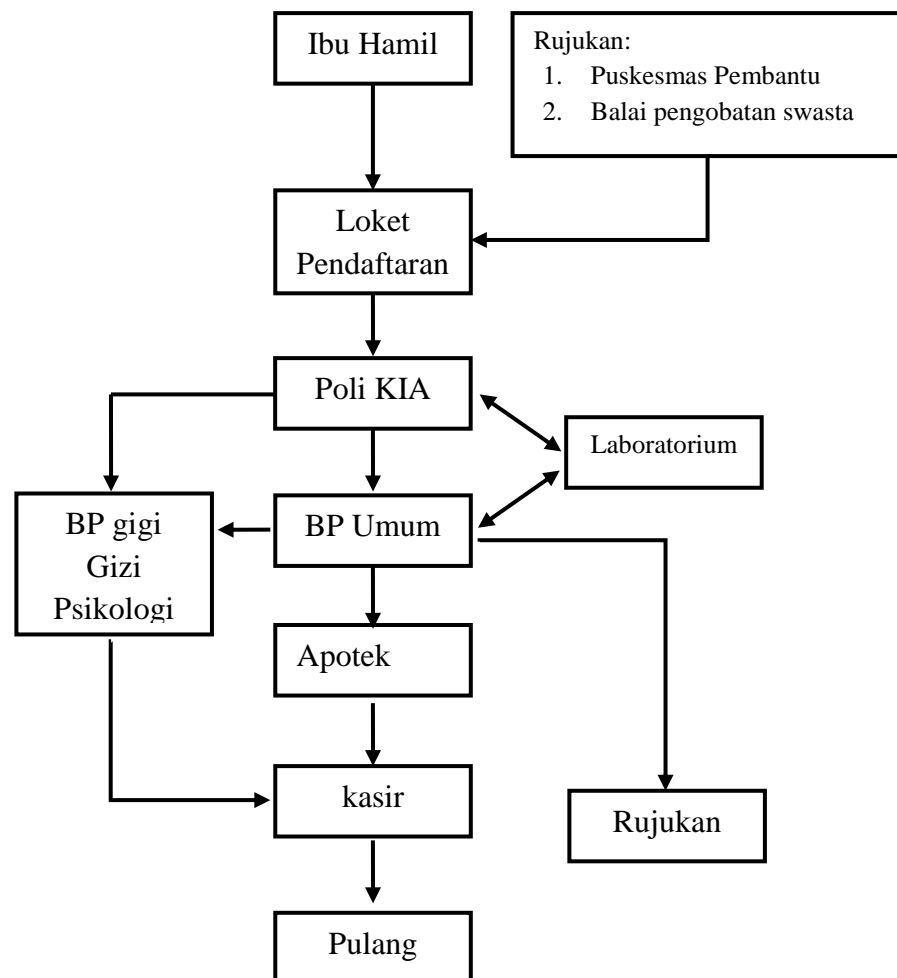 Ibu Hamil
Rujukan:
1. Puskesmas Pembantu
2. Balai pengobatan swasta
Loket
Pendaftaran
Poli KIA
Laboratorium
BP gigi
Gizi
Psikologi
BP Umum
Apotek
kasir
Rujukan
Pulang